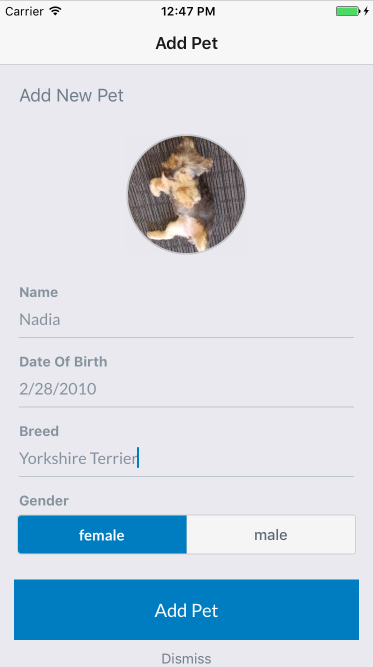 Carrier 12:47 PM
Add Pet
Add New Pet
Name
Nadia
Date Of Birth
2/28/2010
Breed
Yorkshire Terrier
Gender
female male
Add Pet
Dismiss